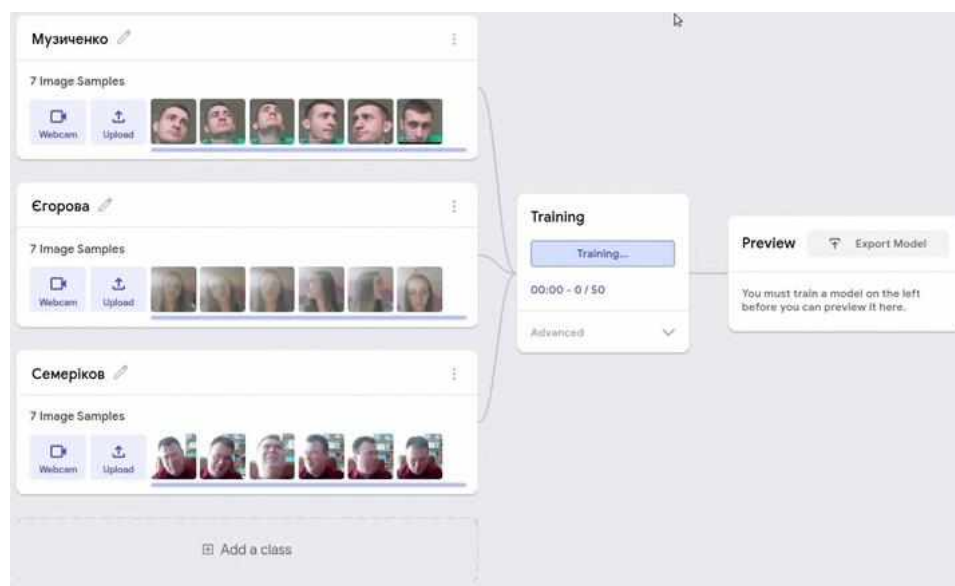 Музиченко
7 Image Samples
Webcam Upload
Єгорова
7 Image Samples
Webcam Upload
Семеріков
7 Image Samples
Webcam Upload
Add a class
Training
Training...
00:00 - 0 / 50
Advanced
Preview Export Model
You must train a model on the left
before you can preview it here.